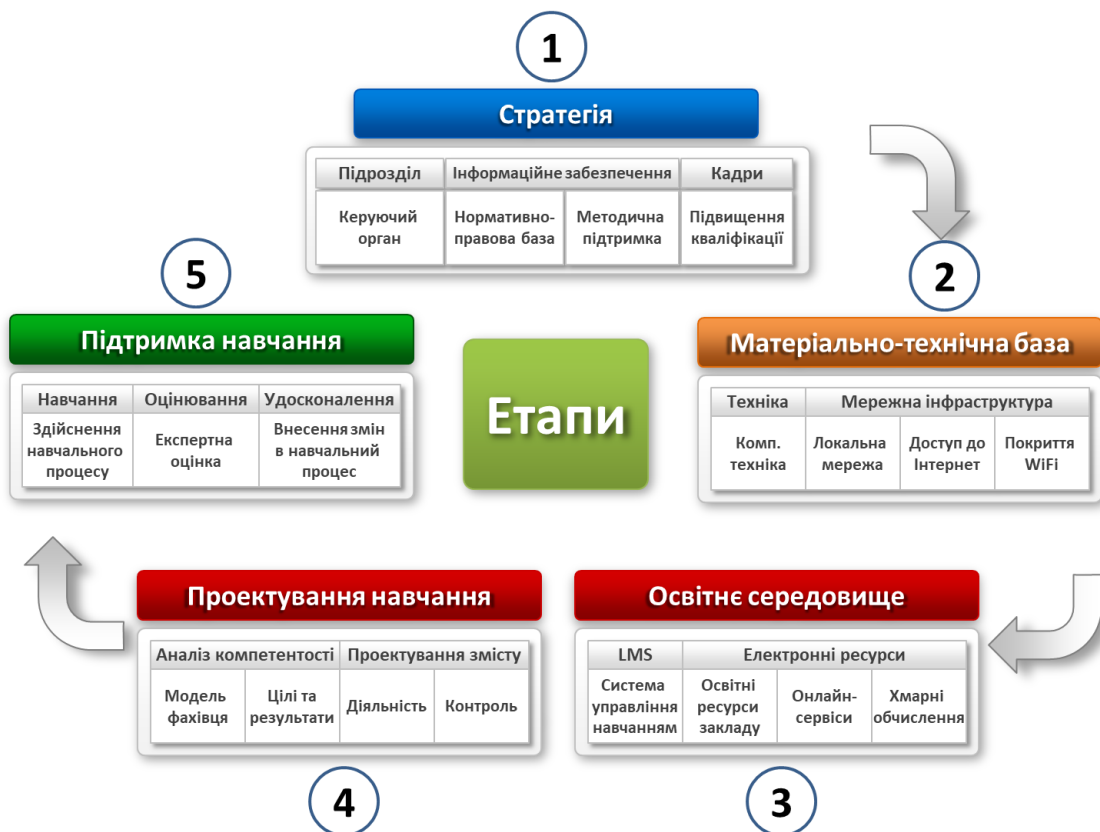 1
Стратегія
Підрозділ
Інформаційне забезпечення
Кадри
Керуючий
орган
Нормативно-
правова база
Методична
підтримка
Підвищення
кваліфікації
2
Матеріально-технічна база
Техніка
Мережна інфраструктура
Комп.
техніка
Локальна
мережа
Доступ до
Інтернет
Покриття
WiFi
5
Підтримка навчання
Навчання
Оцінювання
Удосконалення
Здійснення
навчального
процесу
Експертна
оцінка
Внесення змін
в навчальний
процес
Етапи
Проектування навчання
Аналіз компетентості
Проектування змісту
Модель
фахівця
Цілі та
результати
Діяльність
Контроль
4
Освітнє середовище
LMS
Електронні ресурси
Система
управління
навчанням
Освітні
ресурси
закладу
Онлайн-
сервіси
Хмарні
обчислення
3